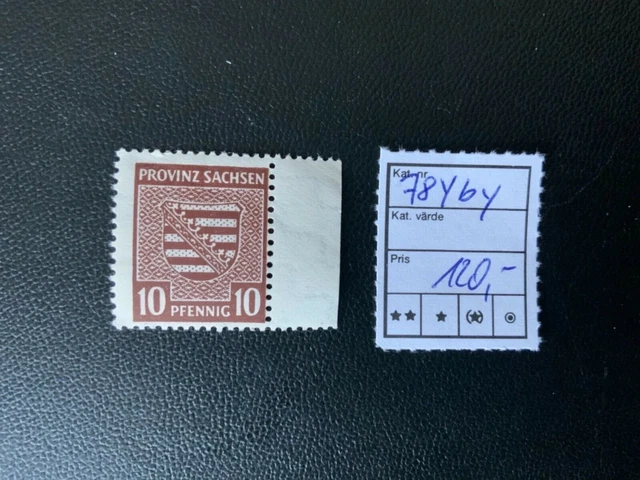 PROVINZ SACHSEN
10 PFENNIG 10
Kat. nr
78YbY
Kat. värde
Pris
120,-